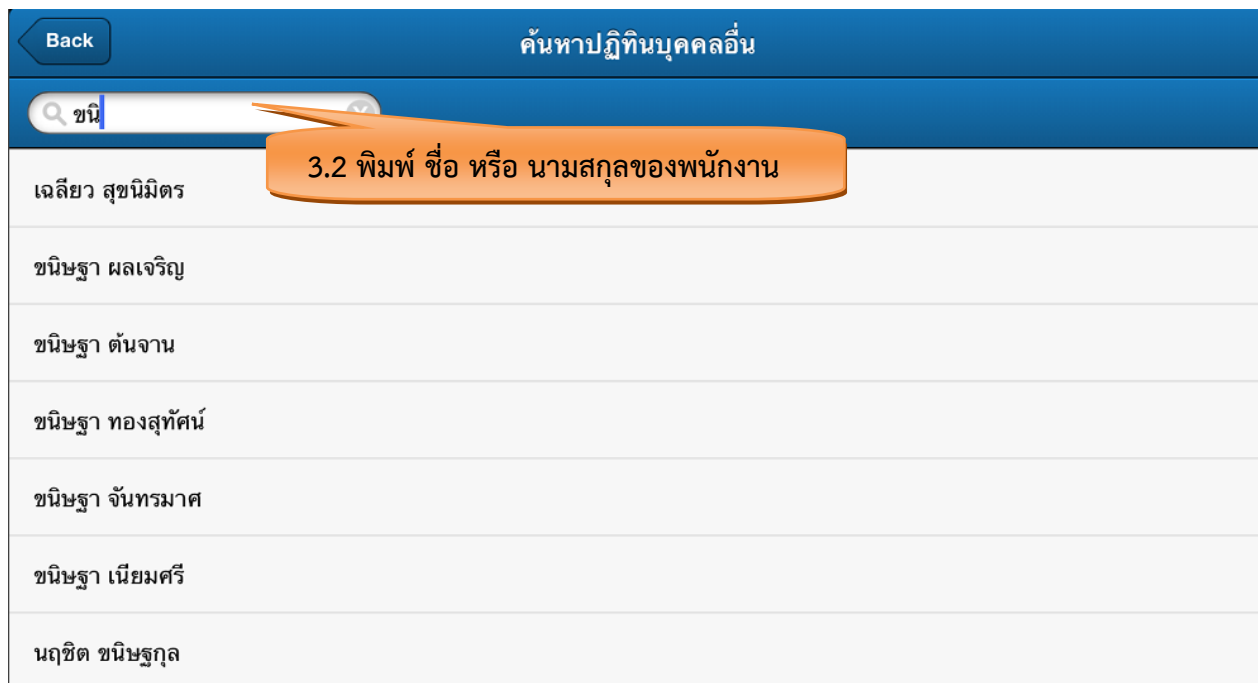 Back
ค้นหาปฏิทินบุคคลอื่น
ขนิ
3.2 พิมพ์ ชื่อ หรือ นามสกุลของพนักงาน
เฉลียว สุขนิมิตร
ขนิษฐา ผลเจริญ
ขนิษฐา ต้นจาน
ขนิษฐา ทองสุทัศน์
ขนิษฐา จันทรมาศ
ขนิษฐา เนียมศรี
นฤชิต ขนิษฐกุล